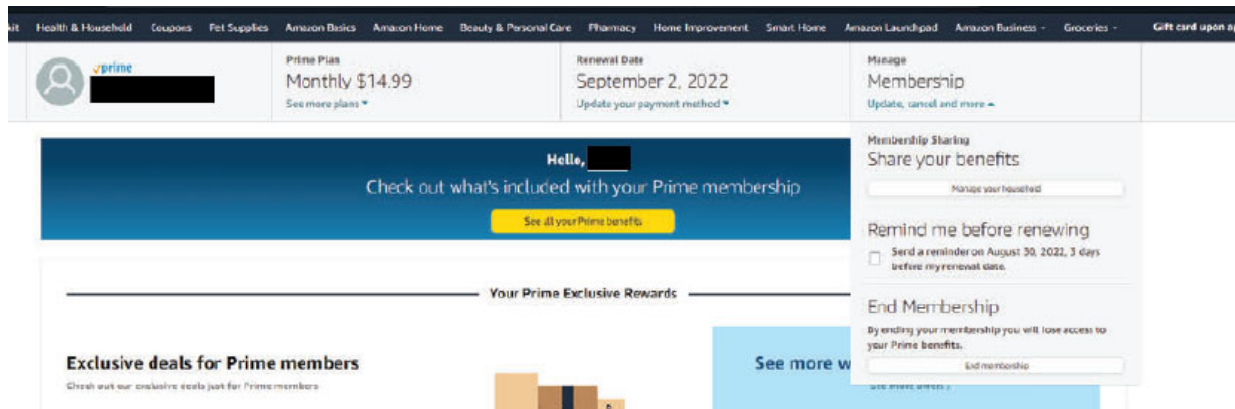 Health & Household Coupons Pet Supplies Amazon Basics Amazon Home Beauty & Personal Care Pharmacy Home Improvement Smart Home Amazon Launchpad Amazon Business Groceries Gift card upon
prime
Prime Plan
Monthly $14.99
See more plans
Renewal Date
September 2, 2022
Update your payment method
Manage
Membership
Update, cancel and more
Membership Sharing
Share your benefits
Manage your household
Remind me before renewing
Send a reminder on August 30, 2022, 3 days
before my renewal date.
End Membership
By ending your membership you will lose access to
your Prime benefits.
End membership
Hello,
Check out what's included with your Prime membership
See all your Prime benefits
Your Prime Exclusive Rewards
Exclusive deals for Prime members
Check out our exclusive deals just for Prime members
See more w